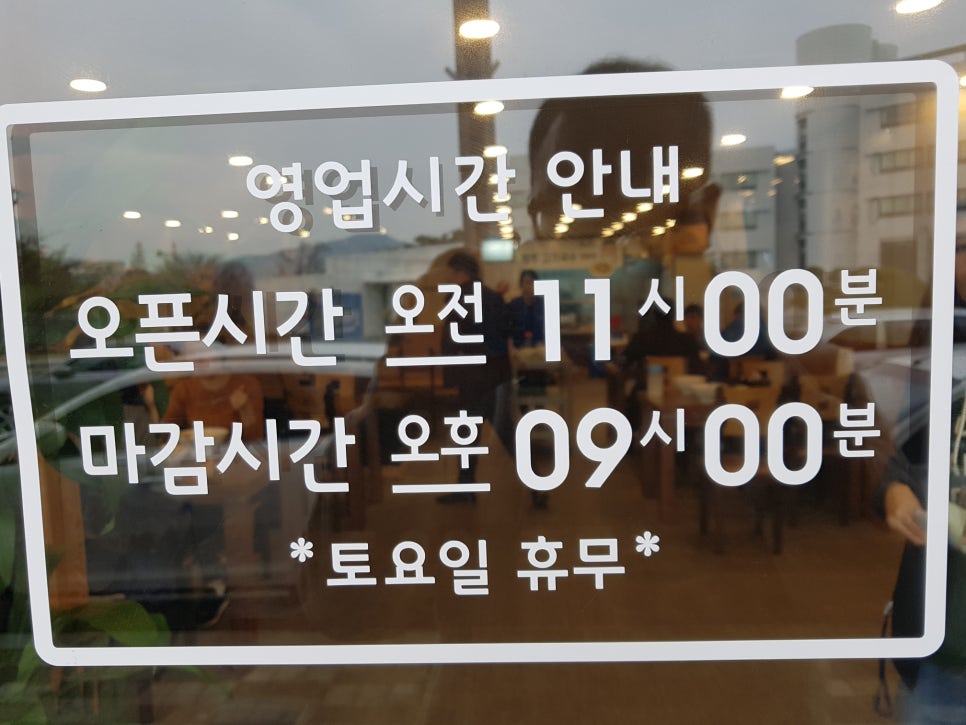 영업시간 안내
오픈시간 오전 11시 00분
마감시간 오후 09시 00분
*토요일 휴무*